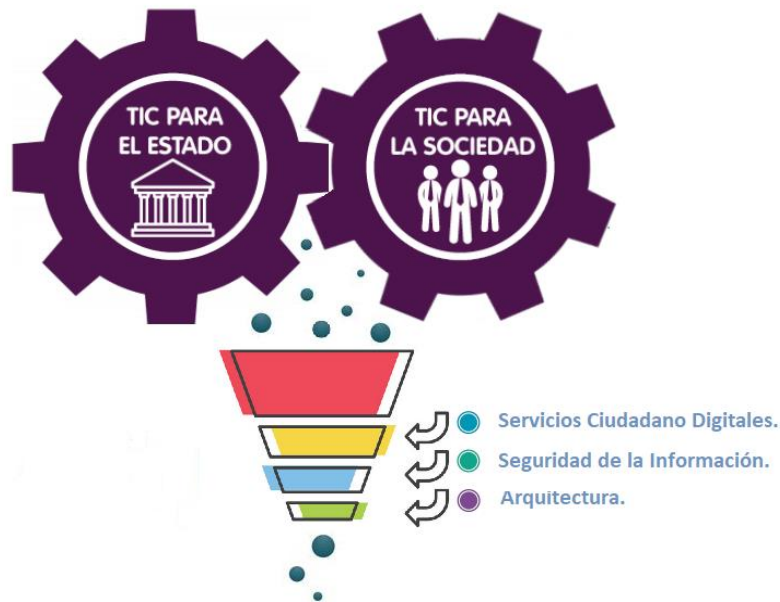 TIC PARA
EL ESTADO
TIC PARA
LA SOCIEDAD
Servicios Ciudadano Digitales.
Seguridad de la Información.
Arquitectura.